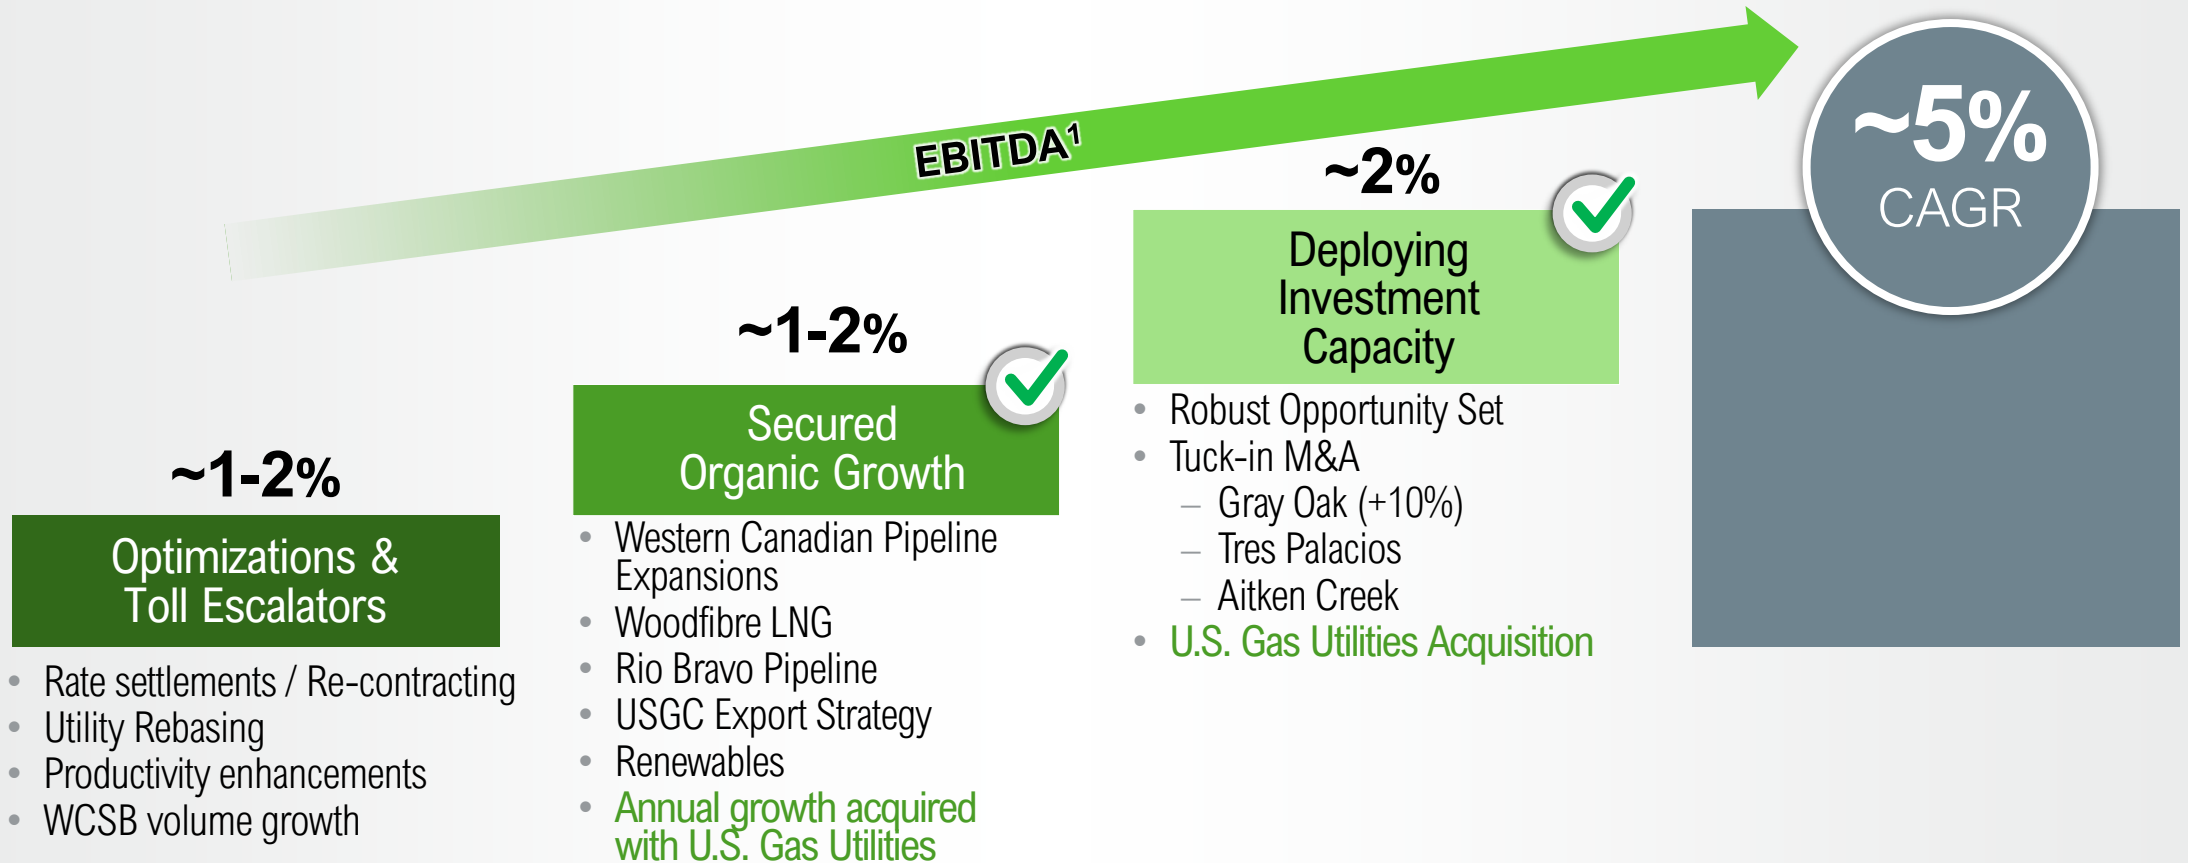 EBITDA¹
~5%
CAGR
~1-2%
Optimizations &
Toll Escalators
• Rate settlements / Re-contracting
• Utility Rebasing
• Productivity enhancements
• WCSB volume growth
~1-2%
Secured
Organic Growth
• Western Canadian Pipeline
Expansions
• Woodfibre LNG
• Rio Bravo Pipeline
• USGC Export Strategy
• Renewables
• Annual growth acquired
with U.S. Gas Utilities
~2%
Deploying
Investment
Capacity
• Robust Opportunity Set
• Tuck-in M&A
– Gray Oak (+10%)
– Tres Palacios
– Aitken Creek
• U.S. Gas Utilities Acquisition